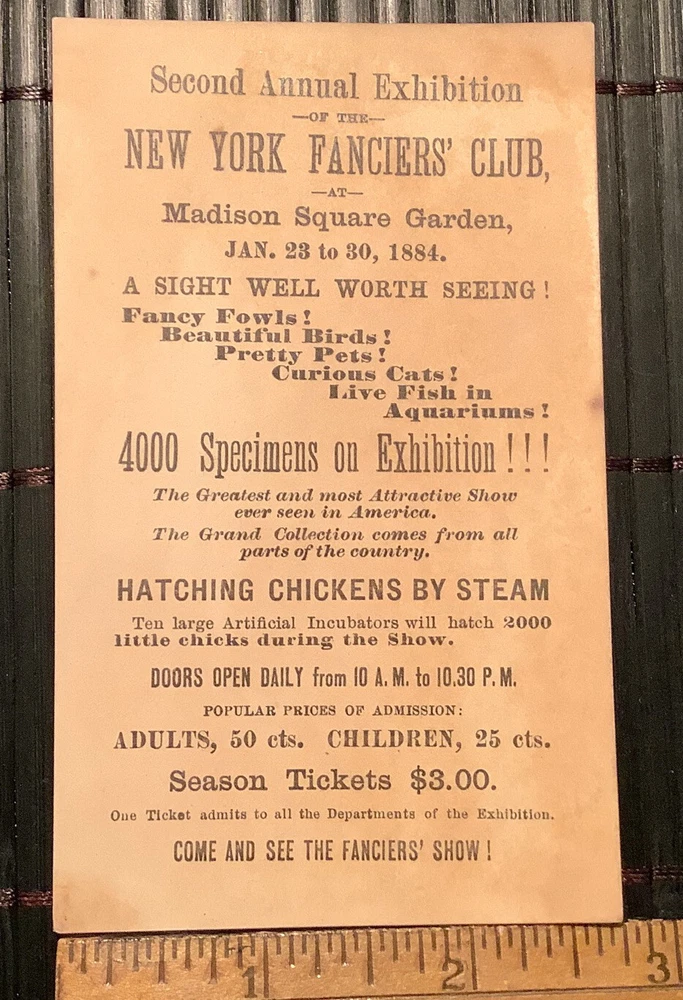 Second Annual Exhibition
—OF THE—
NEW YORK FANCIERS' CLUB,
—AT—
Madison Square Garden,
JAN. 23 to 30, 1884.
A SIGHT WELL WORTH SEEING!
Fancy Fowls!
Beautiful Birds!
Pretty Pets!
Curious Cats!
Live Fish in
Aquariums!
4000 Specimens on Exhibition!!!
The Greatest and most Attractive Show
ever seen in America.
The Grand Collection comes from all
parts of the country.
HATCHING CHICKENS BY STEAM
Ten large Artificial Incubators will hatch 2000
little chicks during the Show.
DOORS OPEN DAILY from 10 A. M. to 10.30 P. M.
POPULAR PRICES OF ADMISSION:
ADULTS, 50 cts. CHILDREN, 25 cts.
Season Tickets $3.00.
One Ticket admits to all the Departments of the Exhibition.
COME AND SEE THE FANCIERS' SHOW!
1 2 3